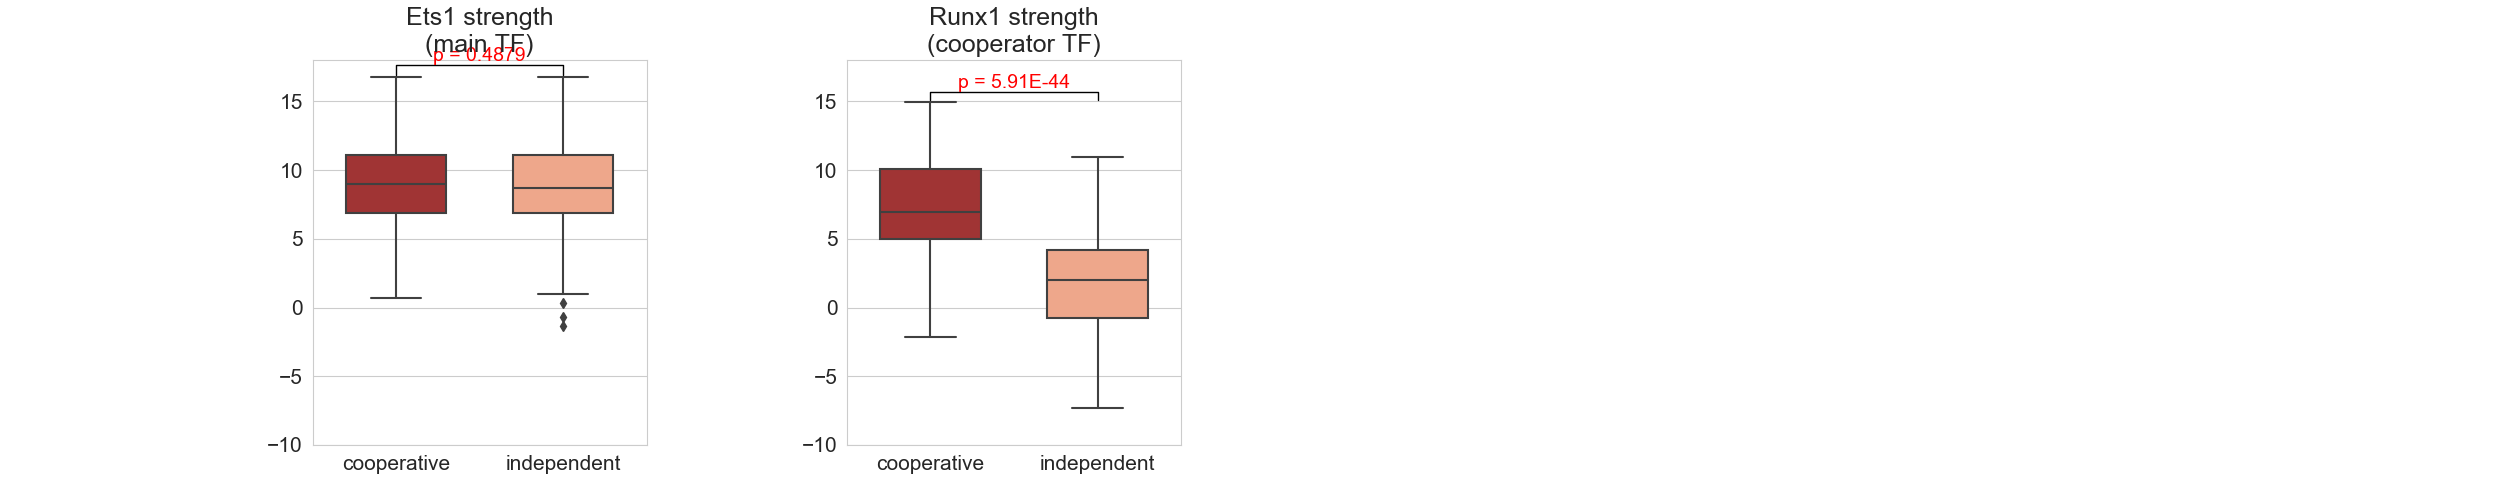 Ets1 strength
(main TF)
p = 0.4879
15
10
5
0
−5
−10
cooperative
independent
Runx1 strength
(cooperator TF)
p = 5.91E-44
15
10
5
0
−5
−10
cooperative
independent